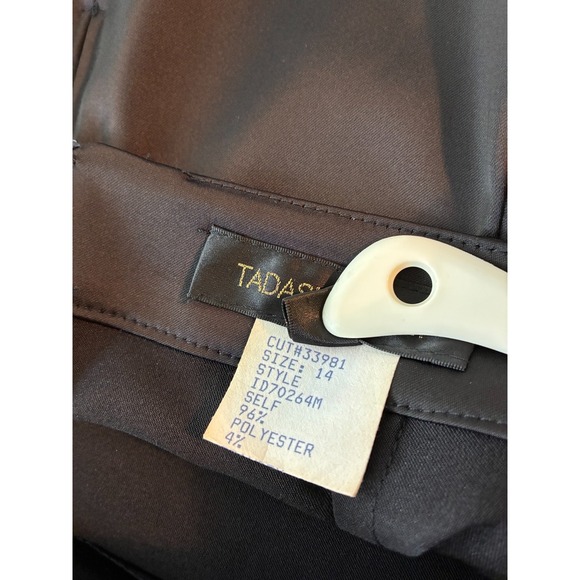 TADAS
CUT#33981
SIZE: 14
STYLE
ID70264M
SELF
96%
POLYESTER
4%